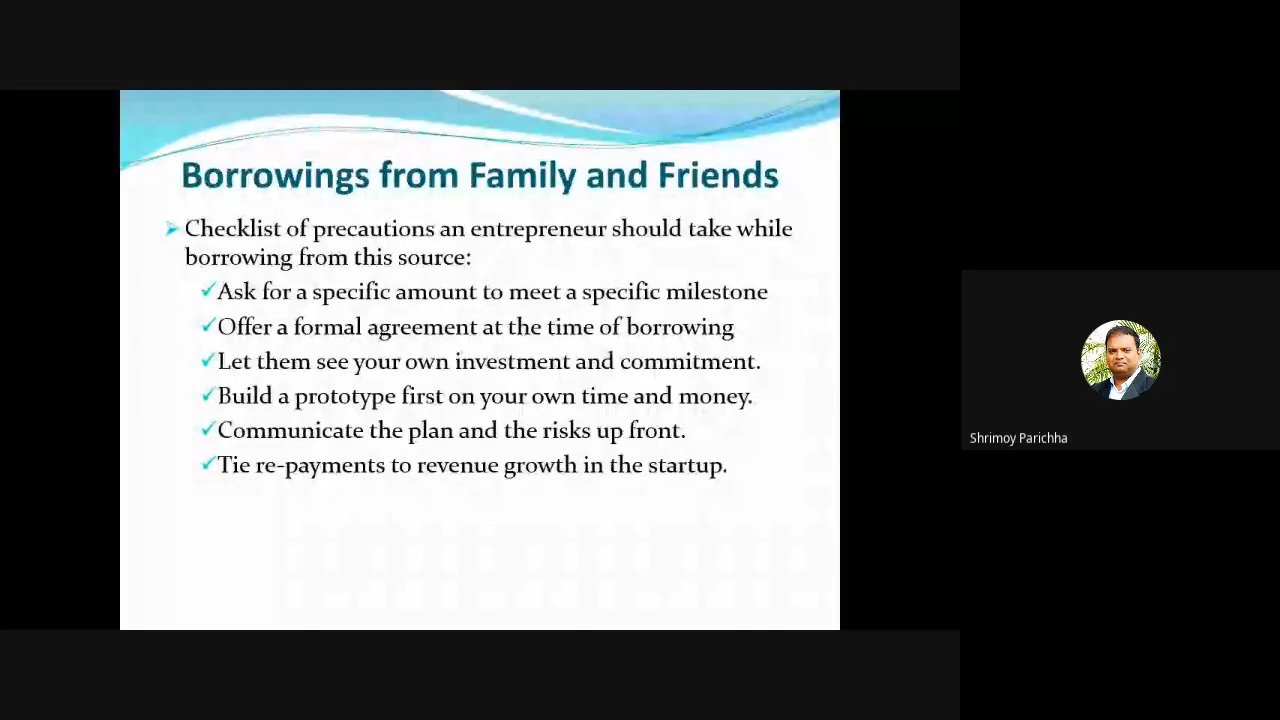 Borrowings from Family and Friends
Checklist of precautions an entrepreneur should take while
borrowing from this source:
Ask for a specific amount to meet a specific milestone
Offer a formal agreement at the time of borrowing
Let them see your own investment and commitment.
Build a prototype first on your own time and money.
Communicate the plan and the risks up front.
Tie re-payments to revenue growth in the startup.
Shrimoy Parichha